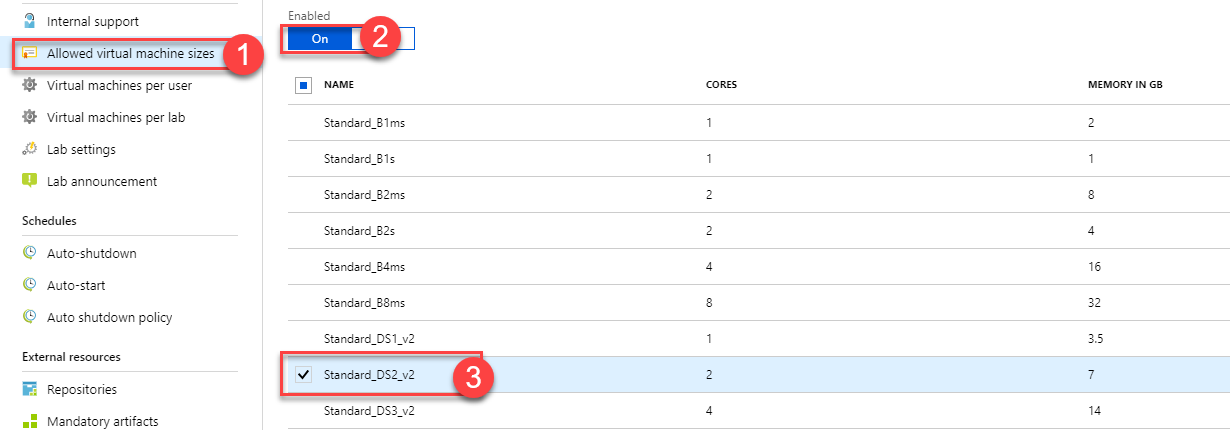 Internal support
Allowed virtual machine sizes
1
Virtual machines per user
Virtual machines per lab
Lab settings
Lab announcement
Schedules
Auto-shutdown
Auto-start
Auto shutdown policy
External resources
Repositories
Mandatory artifacts
Enabled
On
2
NAME CORES MEMORY IN GB
Standard_B1ms 1 2
Standard_B1s 1 1
Standard_B2ms 2 8
Standard_B2s 2 4
Standard_B4ms 4 16
Standard_B8ms 8 32
Standard_DS1_v2 1 3.5
Standard_DS2_v2 3 2 7
Standard_DS3_v2 4 14